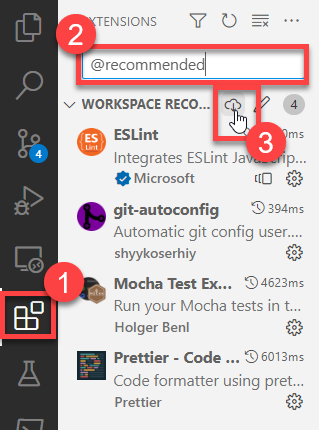 2
EXTENSIONS
@recommended
WORKSPACE RECO...
4
3
ESLint
Integrates ESLint JavaScrip...
Microsoft
4
git-autoconfig
394ms
Automatic git config user....
shyykoserhiy
1
Mocha Test Ex...
4623ms
Run your Mocha tests in t...
Holger Benl
Prettier - Code ...
6013ms
Code formatter using pret...
Prettier